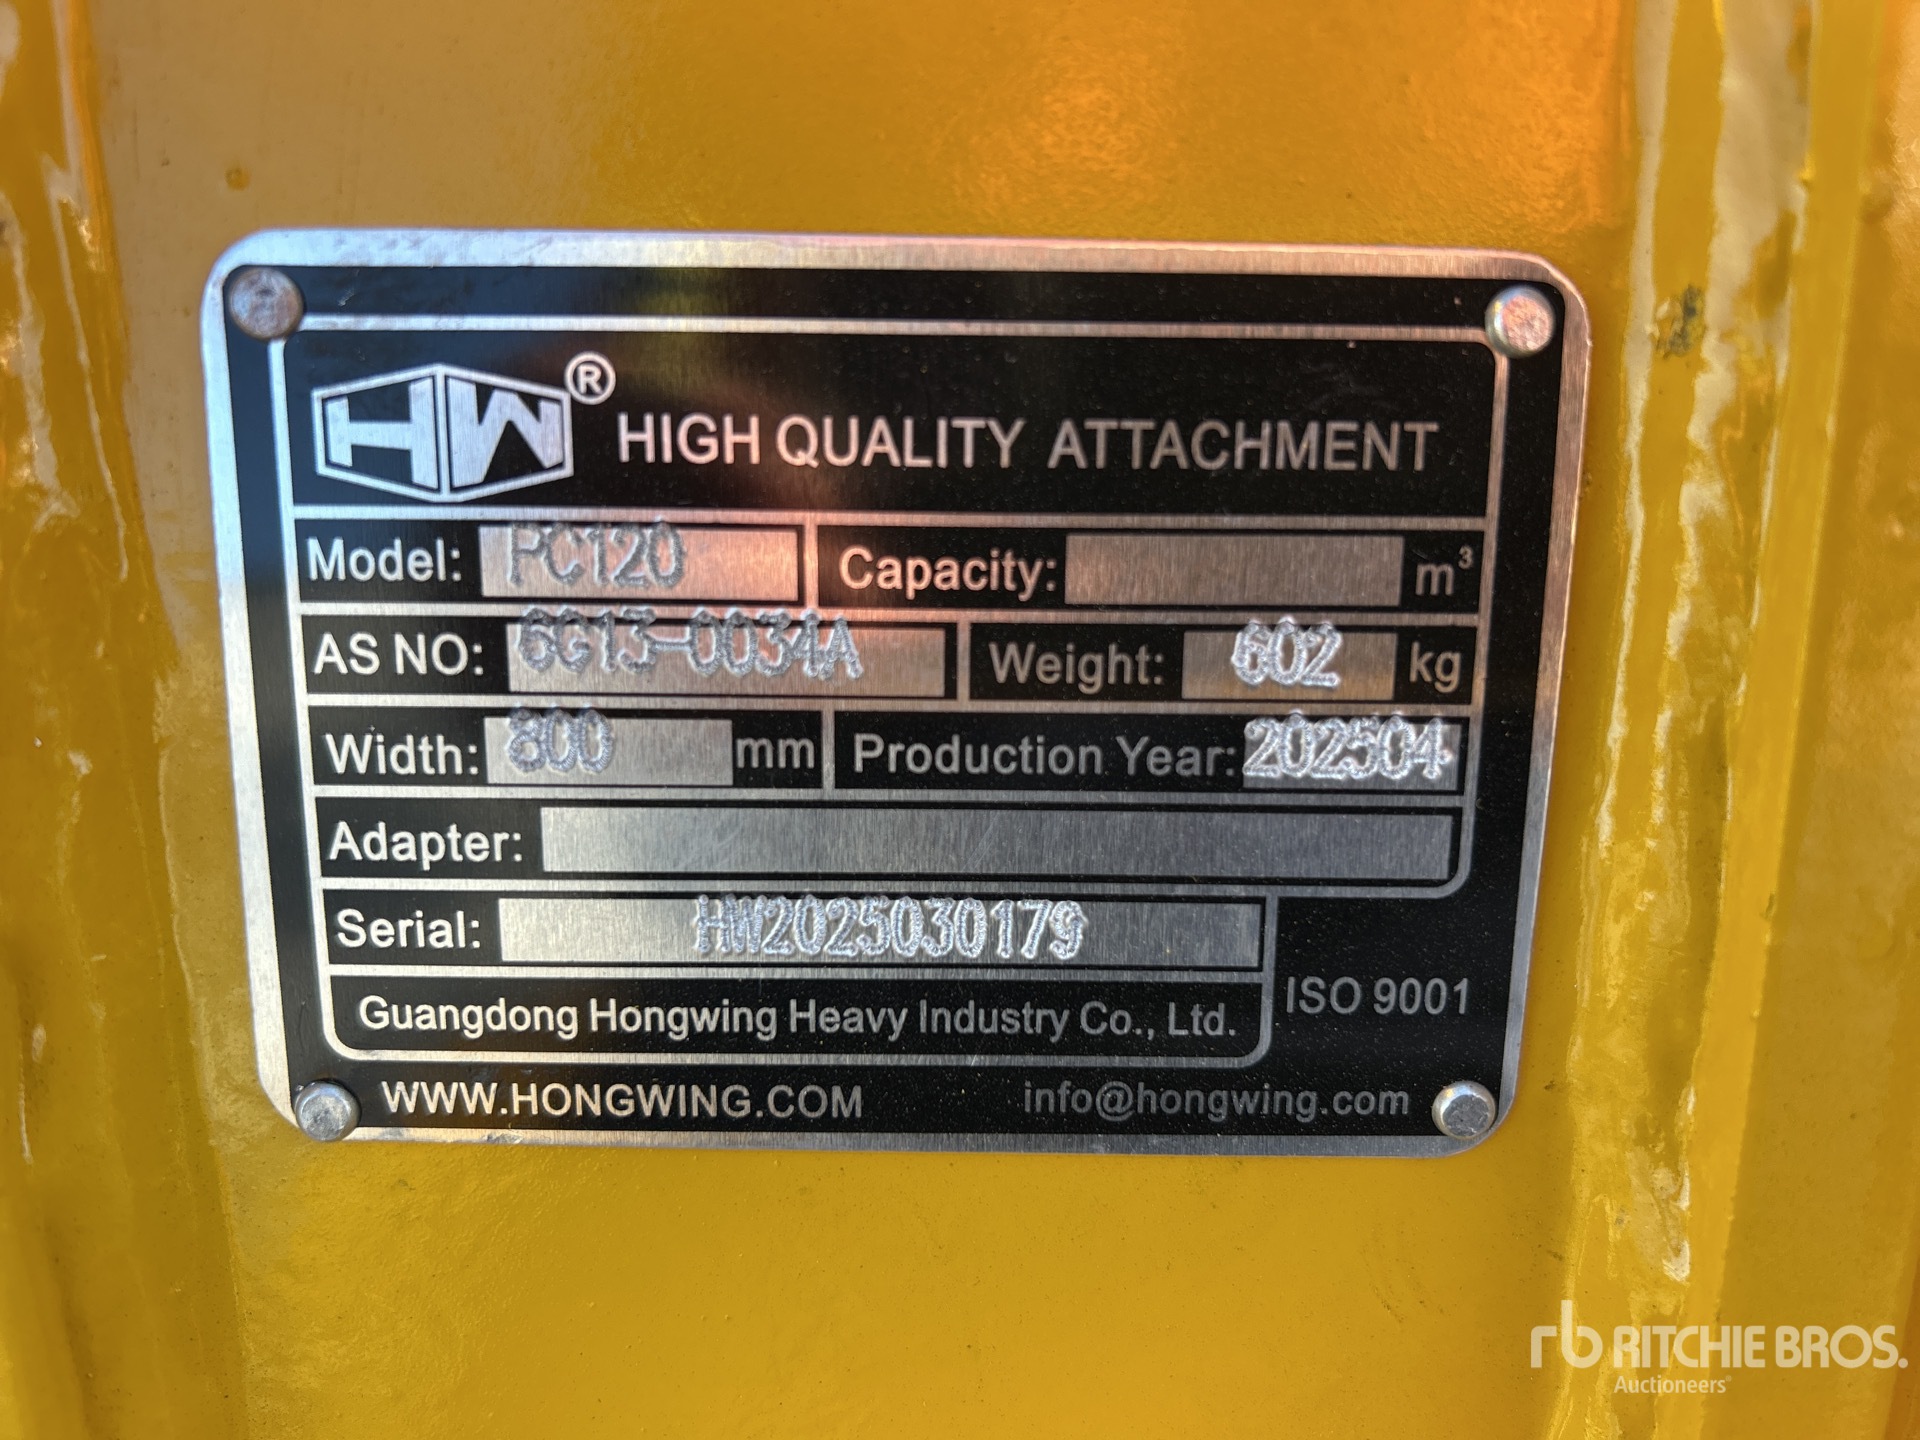 HW® HIGH QUALITY ATTACHMENT
Model: PC120 Capacity: m³
AS NO: 6G13-0034A Weight: 602 kg
Width: 800 mm Production Year: 202504
Adapter:
Serial: HW2025030179
Guangdong Hongwing Heavy Industry Co., Ltd. ISO 9001
WWW.HONGWING.COM info@hongwing.com
rb RITCHIE BROS.
Auctioneers